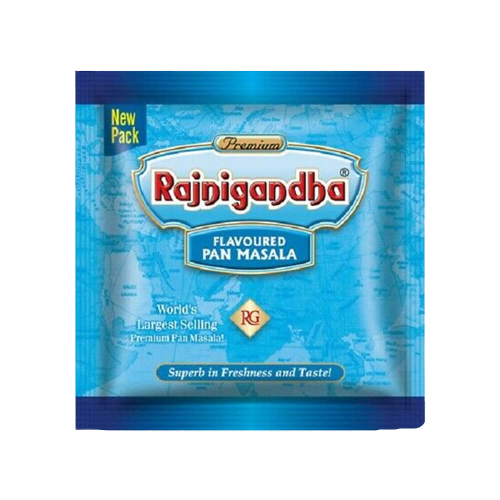 New
Pack
Premium
Rajnigandha®
FLAVOURED
PAN MASALA
World's
Largest Selling
Premium Pan Masala!
RG
Superb in Freshness and Taste!